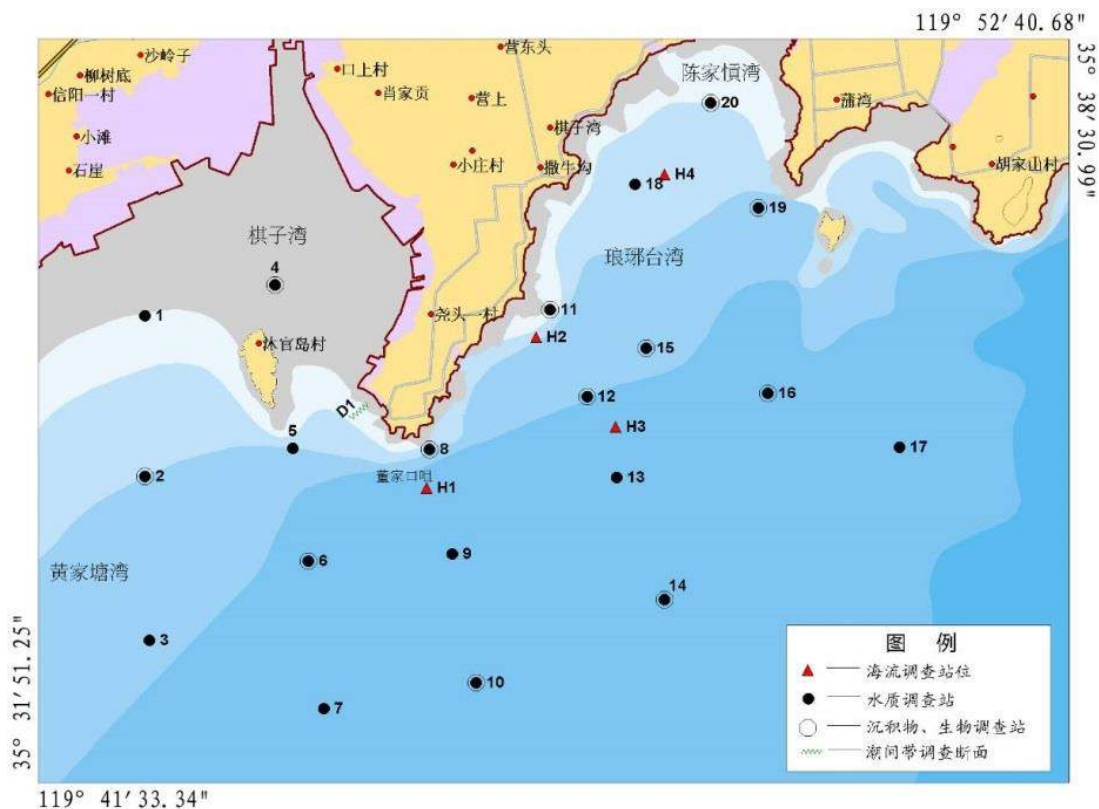 119° 52′40.68″
35° 38′30.99″
沙岭子
柳树底
信阳一村
小滩
石崖
口上村
肖家贡
营东头
营上
小庄村
棋子湾
撒牛沟
陈家慎湾
20
蒲湾
胡家山村
18
H4
19
棋子湾
4
1
沐官岛村
尧头一村
琅琊台湾
11
H2
15
12
16
H3
D1
5
8
17
2
董家口咀
H1
13
6
9
黄家塘湾
14
3
10
7
图 例
海流调查站位
水质调查站
沉积物、生物调查站
潮间带调查断面
35° 31′51.25″
119° 41′33.34″